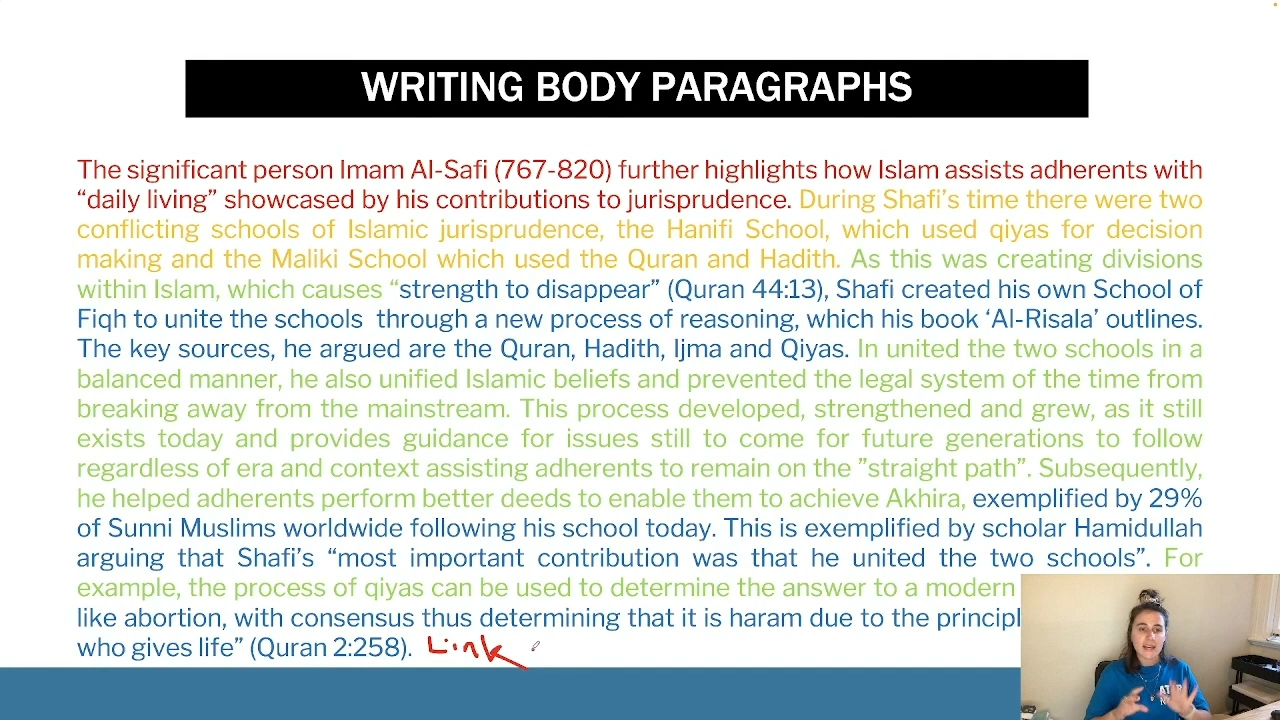 WRITING BODY PARAGRAPHS
The significant person Imam Al-Safi (767-820) further highlights how Islam assists adherents with
“daily living” showcased by his contributions to jurisprudence. During Shafi’s time there were two
conflicting schools of Islamic jurisprudence, the Hanifi School, which used qiyas for decision
making and the Maliki School which used the Quran and Hadith. As this was creating divisions
within Islam, which causes “strength to disappear” (Quran 44:13), Shafi created his own School of
Fiqh to unite the schools through a new process of reasoning, which his book ‘Al-Risala’ outlines.
The key sources, he argued are the Quran, Hadith, Ijma and Qiyas. In united the two schools in a
balanced manner, he also unified Islamic beliefs and prevented the legal system of the time from
breaking away from the mainstream. This process developed, strengthened and grew, as it still
exists today and provides guidance for issues still to come for future generations to follow
regardless of era and context assisting adherents to remain on the ”straight path”. Subsequently,
he helped adherents perform better deeds to enable them to achieve Akhira, exemplified by 29%
of Sunni Muslims worldwide following his school today. This is exemplified by scholar Hamidullah
arguing that Shafi’s “most important contribution was that he united the two schools”. For
example, the process of qiyas can be used to determine the answer to a modern
like abortion, with consensus thus determining that it is haram due to the
who gives life” (Quran 2:258). Link